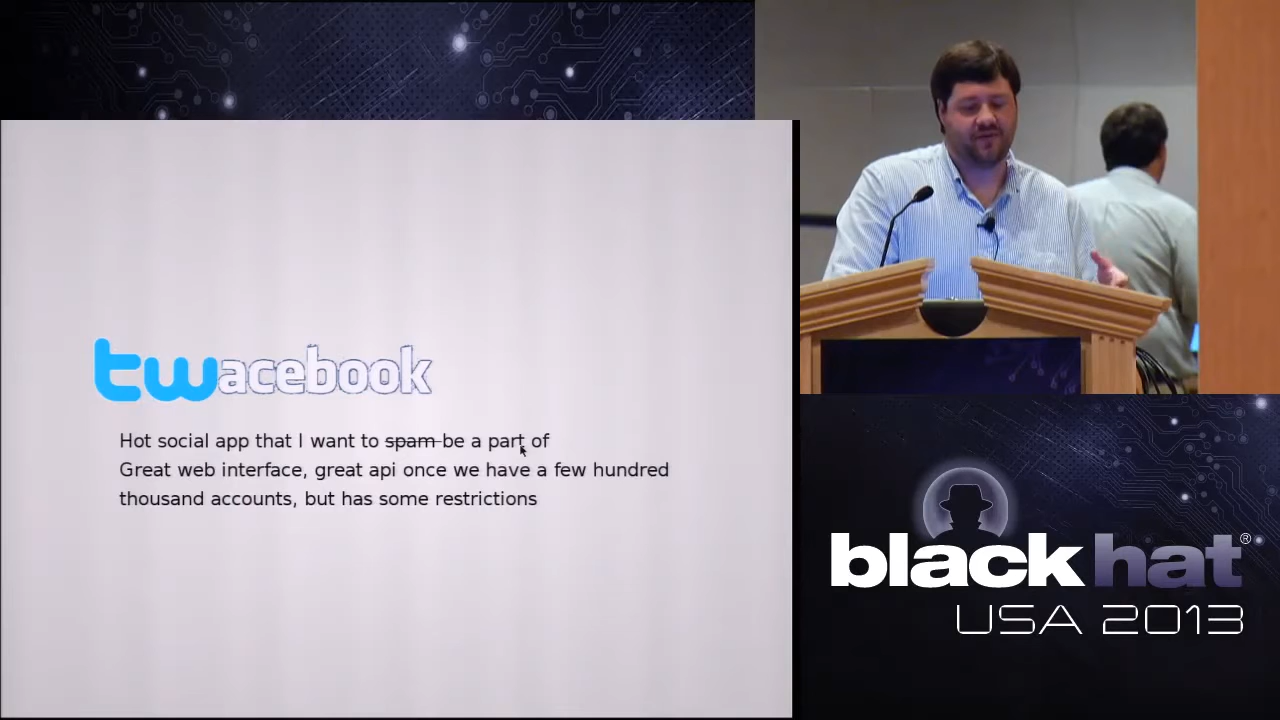 twacebook
Hot social app that I want to spam be a part of
Great web interface, great api once we have a few hundred
thousand accounts, but has some restrictions
black hat®
USA 2013